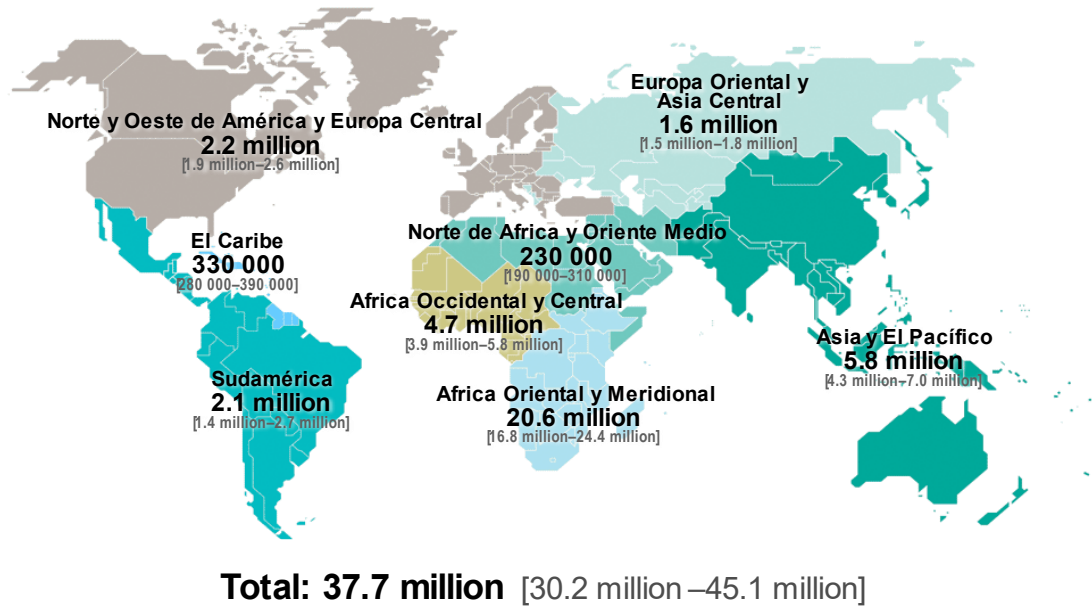 Europa Oriental y
Asia Central
1.6 million
[1.5 million–1.8 million]
Norte y Oeste de América y Europa Central
2.2 million
[1.9 million–2.6 million]
Norte de Africa y Oriente Medio
230 000
[190 000–310 000]
El Caribe
330 000
[280 000–390 000]
Africa Occidental y Central
4.7 million
[3.9 million–5.8 million]
Asia y El Pacífico
5.8 million
[4.3 million–7.0 million]
Sudamérica
2.1 million
[1.4 million–2.7 million]
Africa Oriental y Meridional
20.6 million
[16.8 million–24.4 million]
Total: 37.7 million [30.2 million –45.1 million]